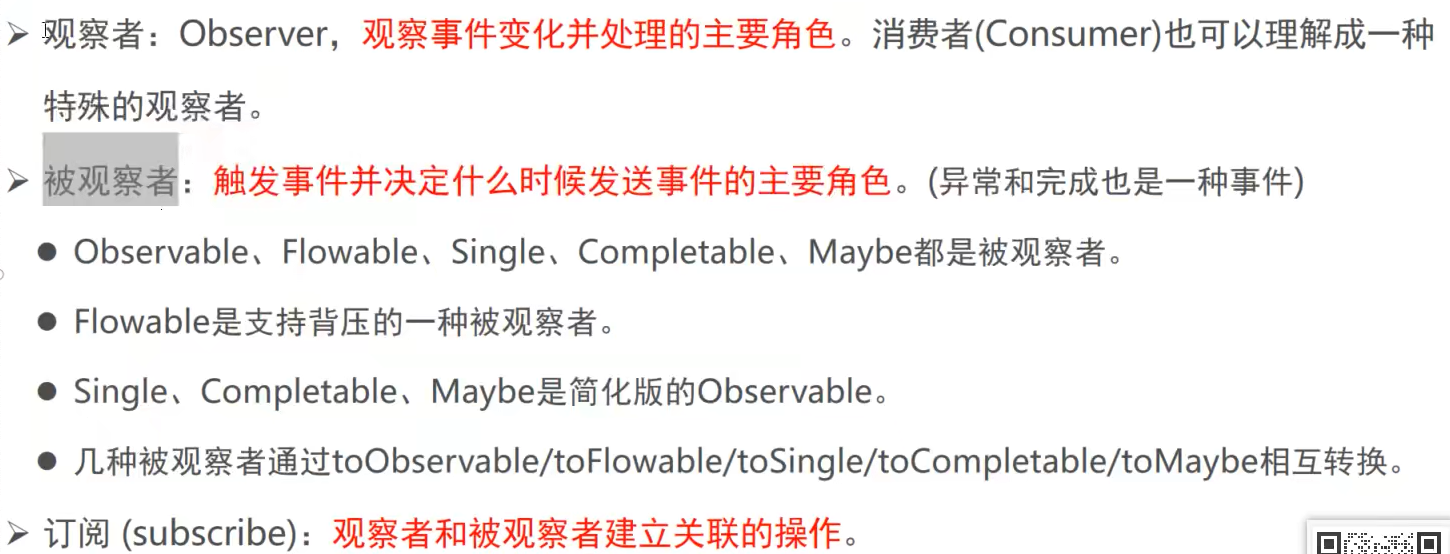 ➢ 观察者：Observer，观察事件变化并处理的主要角色。消费者(Consumer)也可以理解成一种
特殊的观察者。
➢ 被观察者：触发事件并决定什么时候发送事件的主要角色。(异常和完成也是一种事件)
● Observable、Flowable、Single、Completable、Maybe都是被观察者。
● Flowable是支持背压的一种被观察者。
● Single、Completable、Maybe是简化版的Observable。
● 几种被观察者通过toObservable/toFlowable/toSingle/toCompletable/toMaybe相互转换。
➢ 订阅 (subscribe)：观察者和被观察者建立关联的操作。